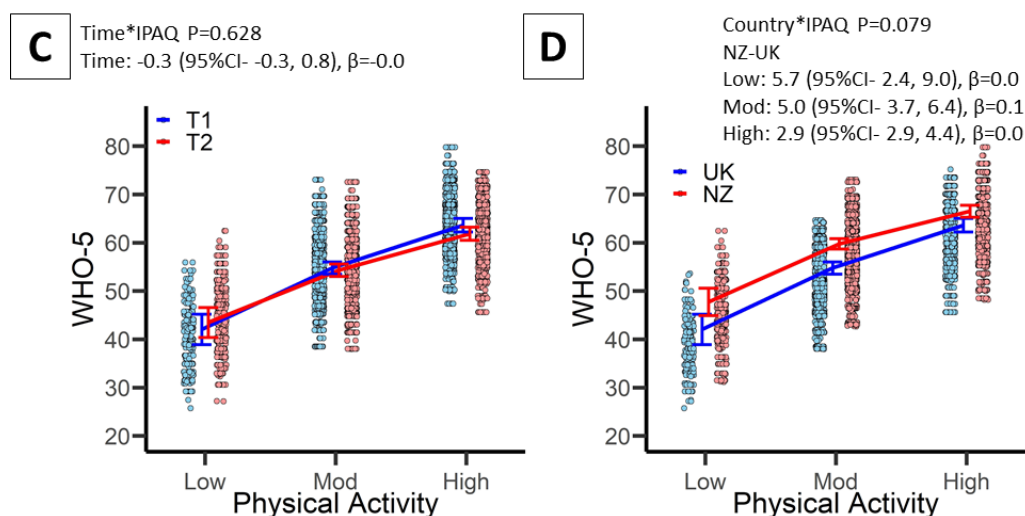 C
Time*IPAQ P=0.628
Time: -0.3 (95%CI- -0.3, 0.8), β=-0.0
T1
T2
WHO-5
80
70
60
50
40
30
20
Low
Mod
High
Physical Activity
D
Country*IPAQ P=0.079
NZ-UK
Low: 5.7 (95%CI- 2.4, 9.0), β=0.0
Mod: 5.0 (95%CI- 3.7, 6.4), β=0.1
High: 2.9 (95%CI- 2.9, 4.4), β=0.0
UK
NZ
WHO-5
80
70
60
50
40
30
20
Low
Mod
High
Physical Activity